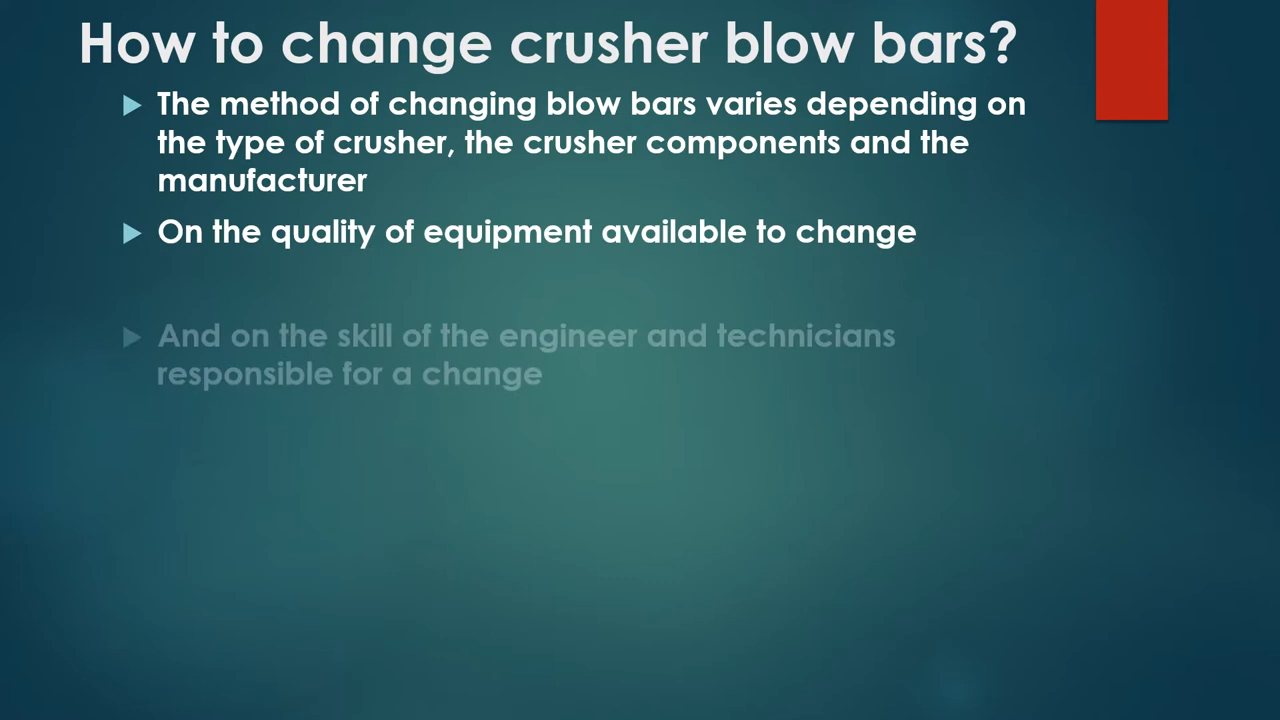 How to change crusher blow bars?
The method of changing blow bars varies depending on
the type of crusher, the crusher components and the
manufacturer
On the quality of equipment available to change
And on the skill of the engineer and technicians
responsible for a change